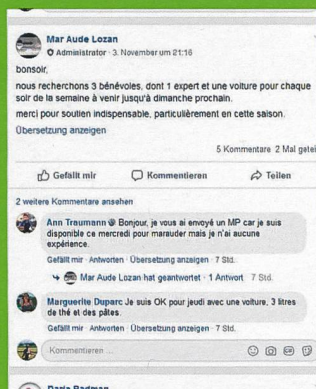 Mar Aude Lozan
Administrator · 3. November um 21:16
bonsoir,
nous recherchons 3 bénévoles, dont 1 expert et une voiture pour chaque
soir de la semaine à venir jusqu'à dimanche prochain.
merci pour soutien indispensable, particulièrement en cette saison.
Übersetzung anzeigen
5 Kommentare 2 Mal getei
Gefällt mir Kommentieren Teilen
2 weitere Kommentare ansehen
Ann Traumann Bonjour, je vous ai envoyé un MP car je suis
disponible ce mercredi pour marauder mais je n'ai aucune
expérience.
Gefällt mir · Antworten · Übersetzung anzeigen · 7 Std.
Mar Aude Lozan hat geantwortet · 1 Antwort 7 Std.
Marguerite Duparc Je suis OK pour jeudi avec une voiture, 3 litres
de thé et des pâtes.
Gefällt mir · Antworten · Übersetzung anzeigen · 7 Std.
Kommentieren ...
GIF